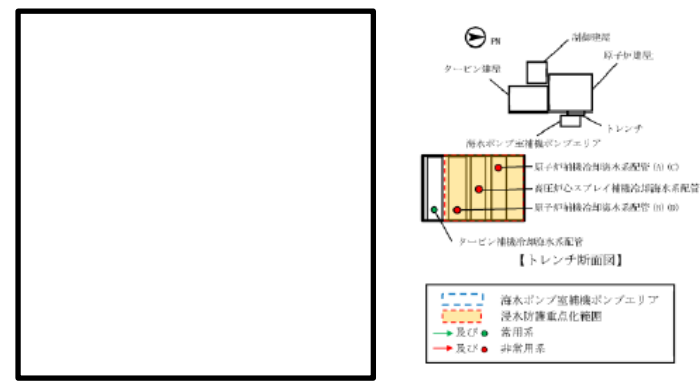 PN
制御建屋
原子炉建屋
タービン建屋
トレンチ
海水ポンプ室補機ポンプエリア
原子炉補機冷却海水系配管 (A) (C)
高圧炉心スプレイ補機冷却海水系配管
原子炉補機冷却海水系配管 (B) (D)
タービン補機冷却海水系配管
【トレンチ断面図】
海水ポンプ室補機ポンプエリア
浸水防護重点化範囲
及び 常用系
及び 非常用系